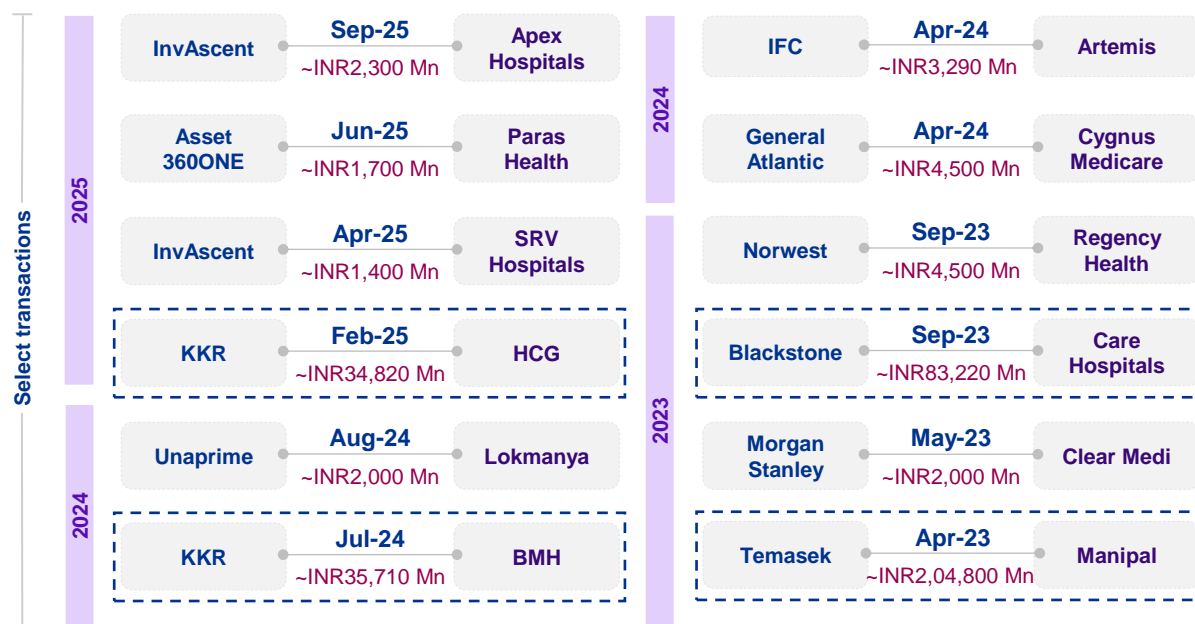 Select transactions
2025
InvAscent
Sep-25
~INR2,300 Mn
Apex
Hospitals
Asset
360ONE
Jun-25
~INR1,700 Mn
Paras
Health
InvAscent
Apr-25
~INR1,400 Mn
SRV
Hospitals
KKR
Feb-25
~INR34,820 Mn
HCG
2024
Unaprime
Aug-24
~INR2,000 Mn
Lokmanya
KKR
Jul-24
~INR35,710 Mn
BMH
2024
IFC
Apr-24
~INR3,290 Mn
Artemis
General
Atlantic
Apr-24
~INR4,500 Mn
Cygnus
Medicare
2023
Norwest
Sep-23
~INR4,500 Mn
Regency
Health
Blackstone
Sep-23
~INR83,220 Mn
Care
Hospitals
Morgan
Stanley
May-23
~INR2,000 Mn
Clear Medi
Temasek
Apr-23
~INR2,04,800 Mn
Manipal